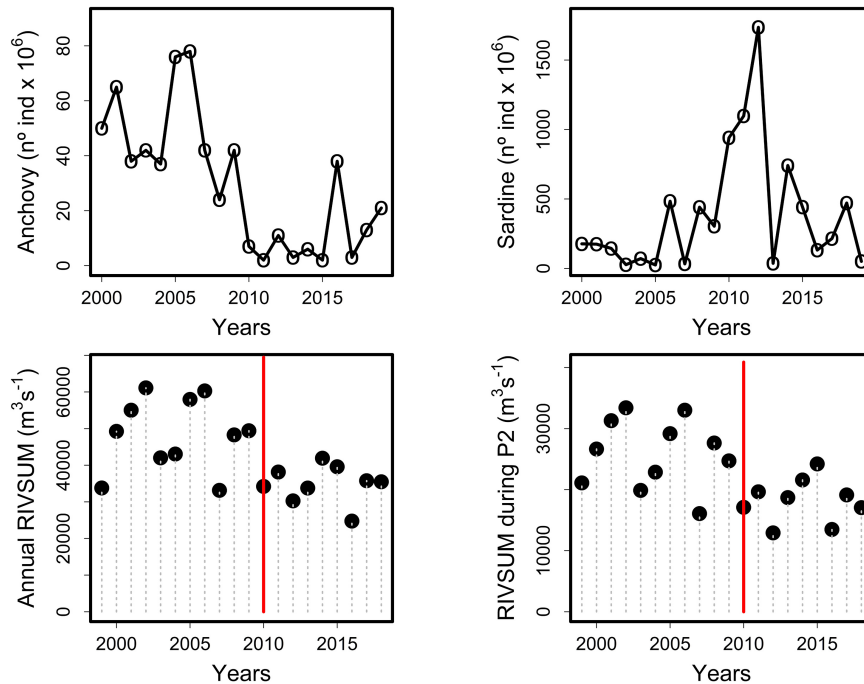 Anchovy (nº ind x 10⁶)
80
60
40
20
0
2000 2005 2010 2015
Years
Sardine (nº ind x 10⁶)
1500
1000
500
0
2000 2005 2010 2015
Years
Annual RIVSUM (m³s⁻¹)
60000
40000
20000
0
2000 2005 2010 2015
Years
RIVSUM during P2 (m³s⁻¹)
30000
10000
0
2000 2005 2010 2015
Years